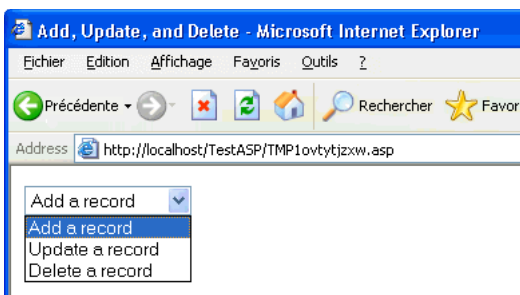 Add, Update, and Delete - Microsoft Internet Explorer
Fichier Edition Affichage Favoris Outils ?
Précédente Rechercher Favor
Address http://localhost/TestASP/TMP1ovtytjzxw.asp
Add a record
Add a record
Update a record
Delete a record